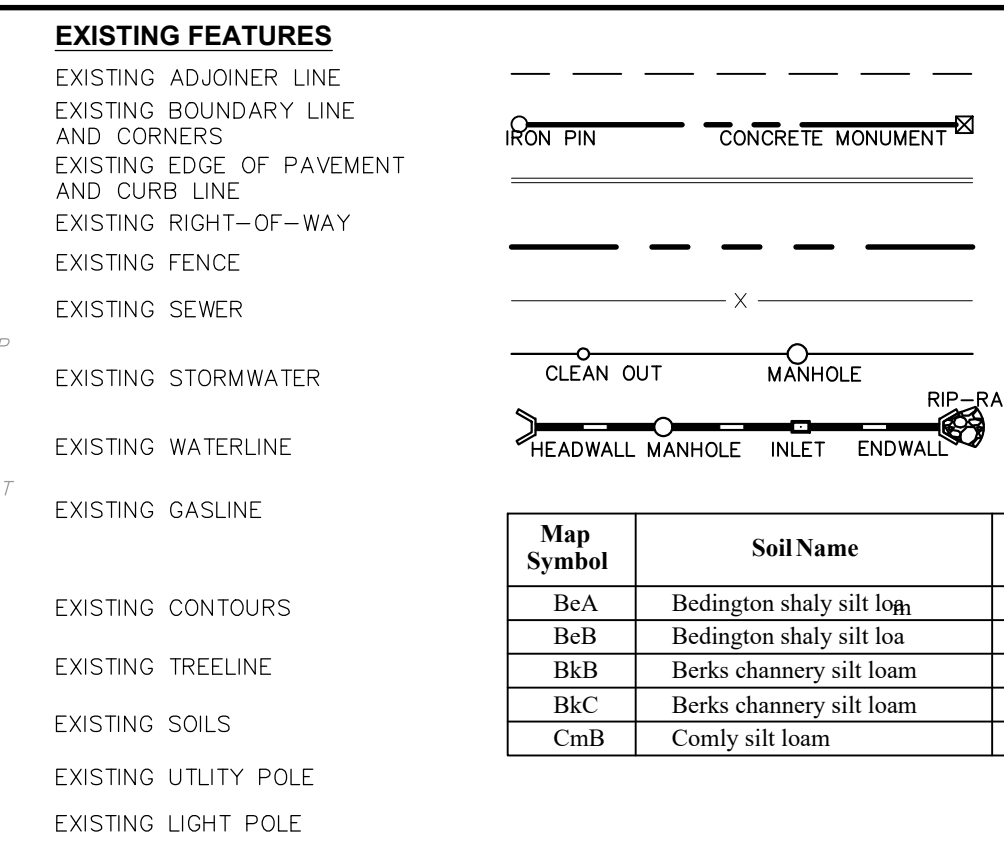 EXISTING FEATURES
EXISTING ADJOINER LINE
EXISTING BOUNDARY LINE
AND CORNERS
IRON PIN CONCRETE MONUMENT
EXISTING EDGE OF PAVEMENT
AND CURB LINE
EXISTING RIGHT-OF-WAY
EXISTING FENCE
EXISTING SEWER
X
P
EXISTING STORMWATER
CLEAN OUT MANHOLE
RIP-RA
EXISTING WATERLINE
HEADWALL MANHOLE INLET ENDWALL
T
EXISTING GASLINE
EXISTING CONTOURS
EXISTING TREELINE
EXISTING SOILS
EXISTING UTLITY POLE
EXISTING LIGHT POLE
Map Symbol Soil Name
BeA Bedington shaly silt loam
BeB Bedington shaly silt loa
BkB Berks channery silt loam
BkC Berks channery silt loam
CmB Comly silt loam